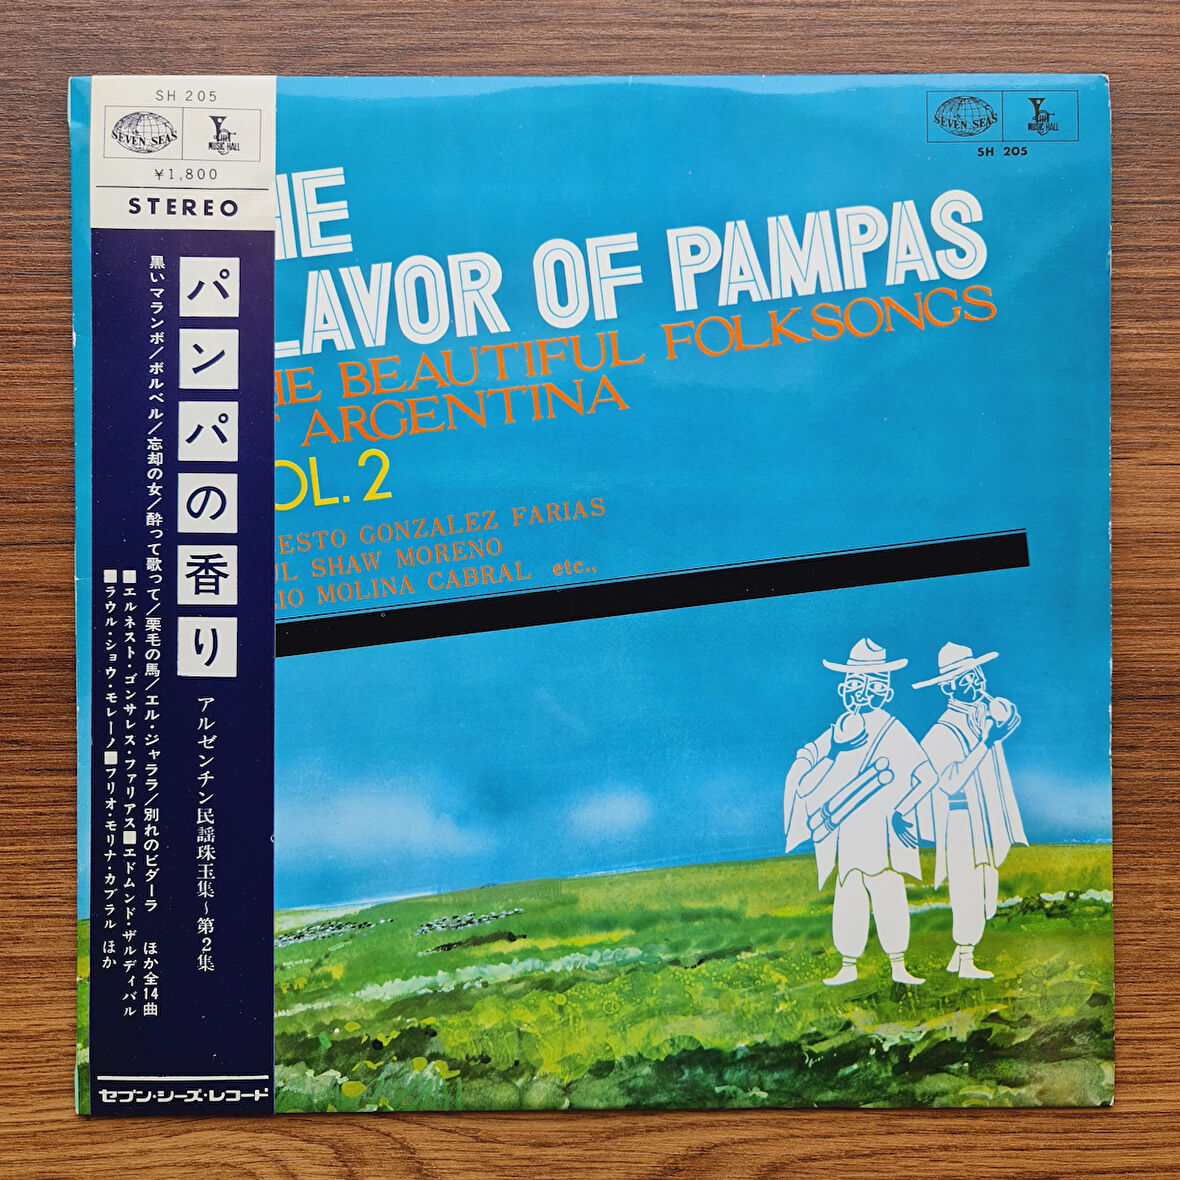 SH 205
SEVEN SEAS
MUSIC HALL
¥1,800
STEREO
パンパの香り
アルゼンチン民謡珠玉集~第2集
黒いマランボ/ボルベル/忘却の女/酔って歌って/栗毛の馬/エル・ジャララ/別れのビダーラ ほか全14曲
■エルネスト・ゴンサレス・ファリアス■エドムンド・ザルディバル
■ラウル・ショウ・モレーノ■フリオ・モリナ・カブラル ほか
セブン・シーズ・レコード
SEVEN SEAS
MUSIC HALL
SH 205
HE
LAVOR OF PAMPAS
HE BEAUTIFUL FOLKSONGS
F ARGENTINA
OL. 2
ESTO GONZALEZ FARIAS
UL SHAW MORENO
IO MOLINA CABRAL etc.,